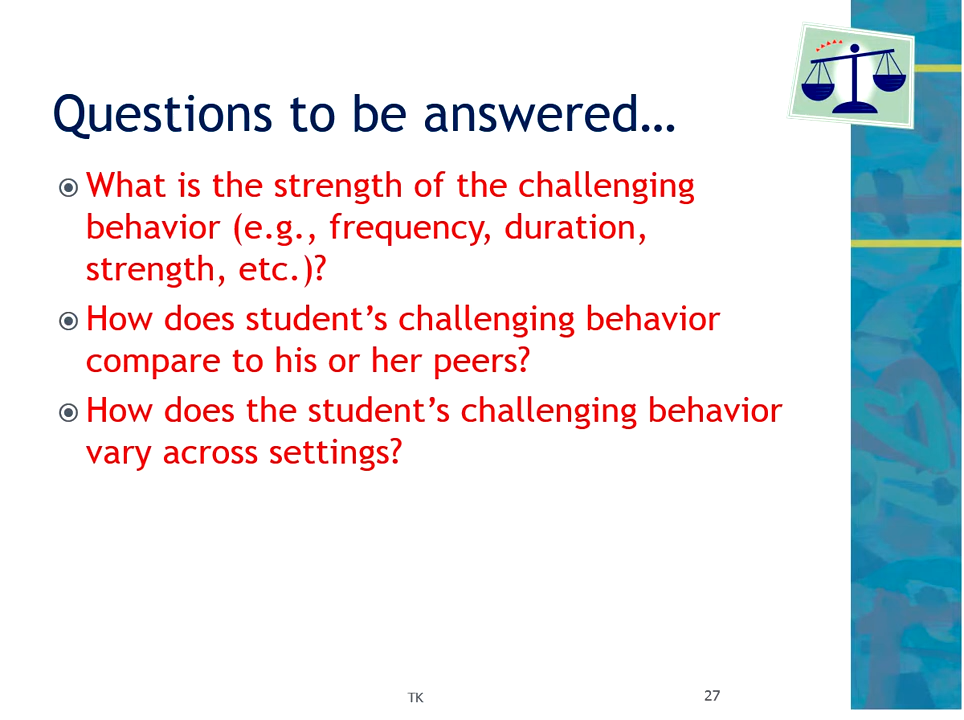 Questions to be answered…
What is the strength of the challenging
behavior (e.g., frequency, duration,
strength, etc.)?
How does student’s challenging behavior
compare to his or her peers?
How does the student’s challenging behavior
vary across settings?
TK
27